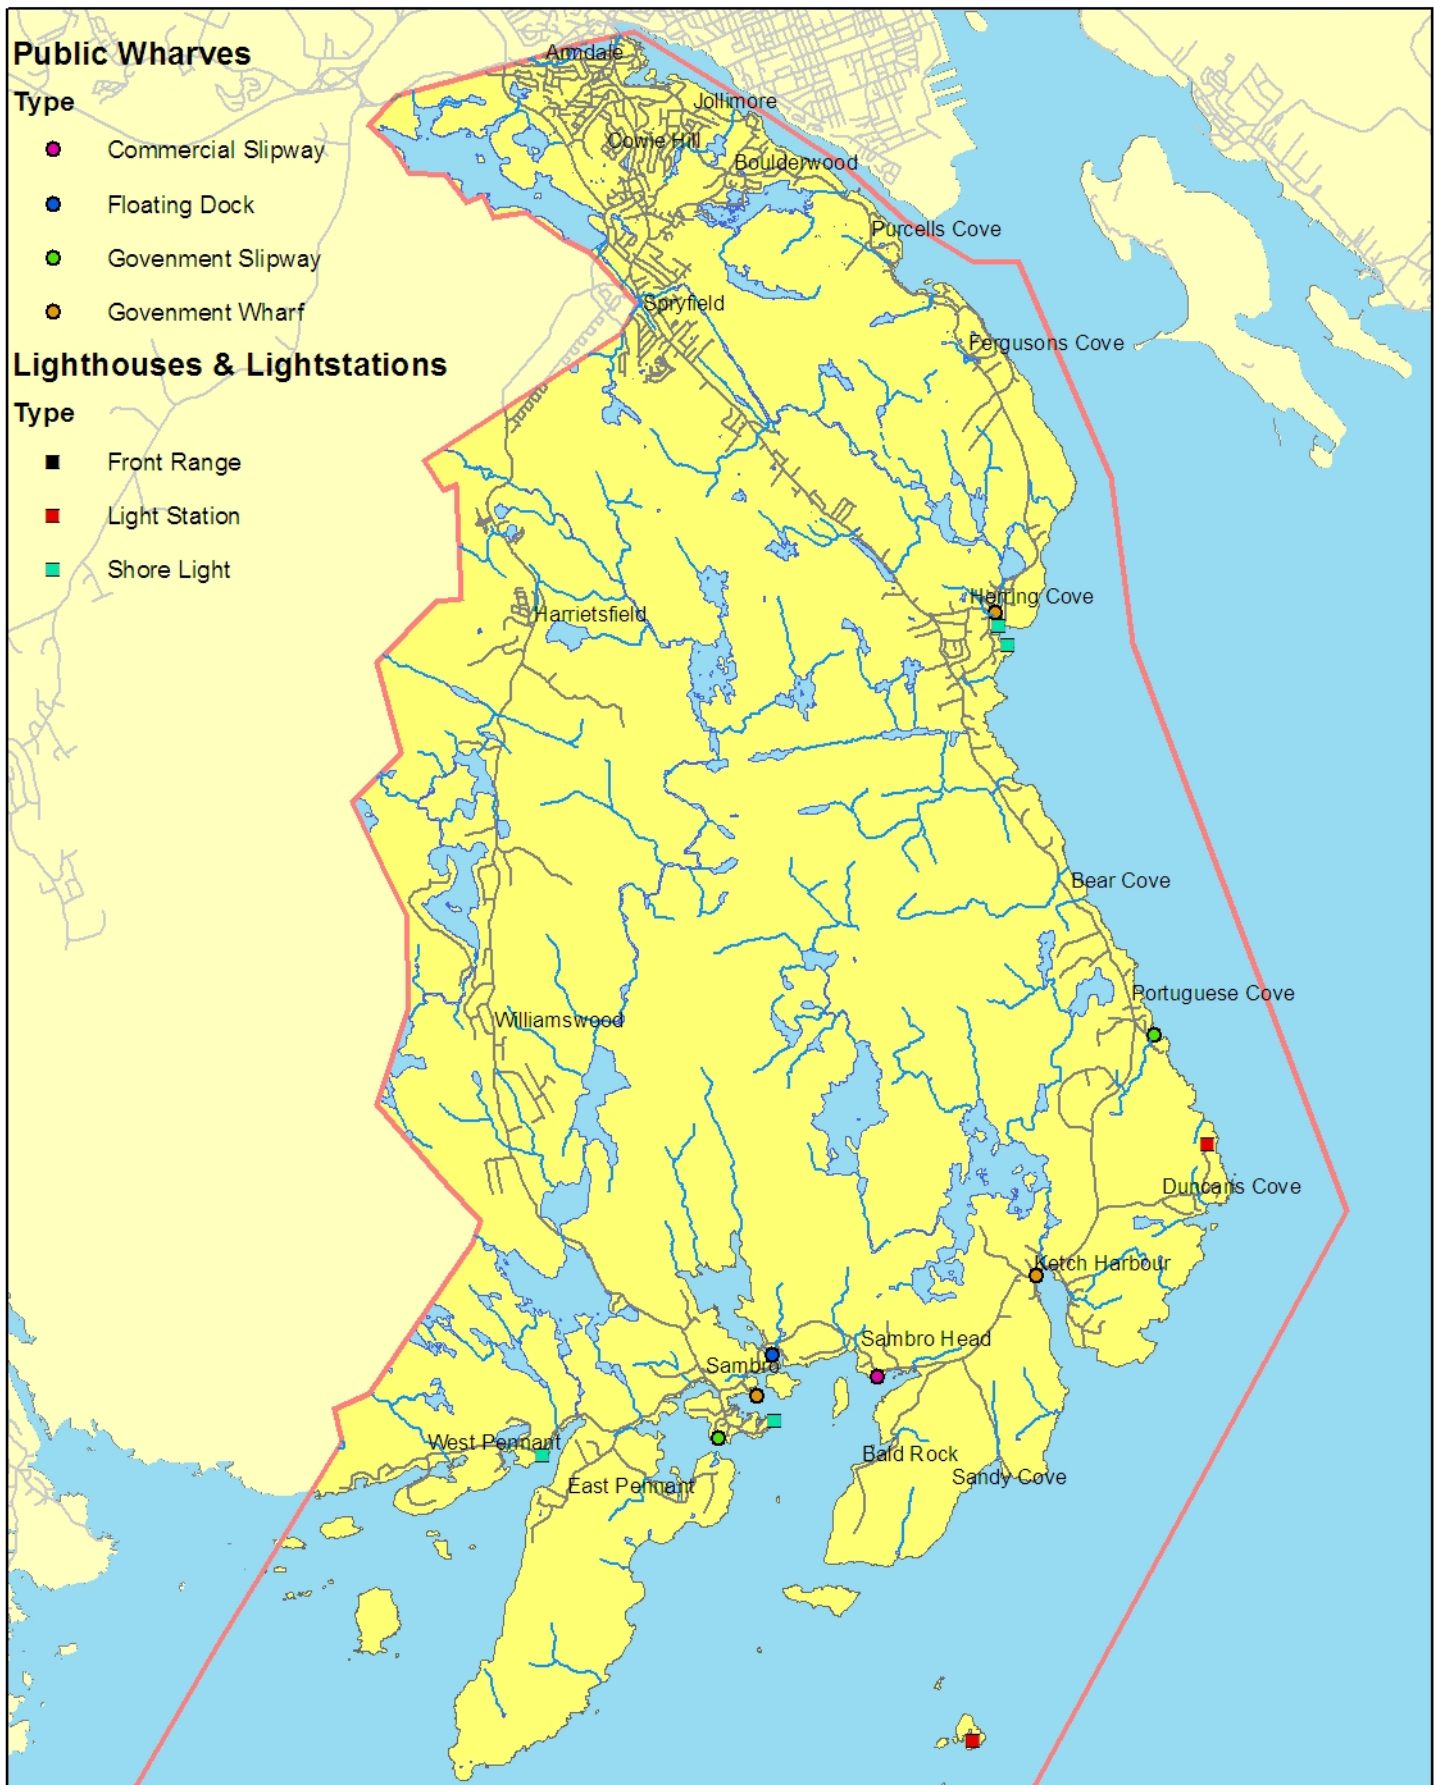 Public Wharves
Type
Commercial Slipway
Floating Dock
Govenment Slipway
Govenment Wharf
Lighthouses & Lightstations
Type
Front Range
Light Station
Shore Light
Armdale
Jollimore
Cowie Hill
Boulderwood
Purcells Cove
Spryfield
Fergusons Cove
Herring Cove
Harrietsfield
Bear Cove
Portuguese Cove
Williamswood
Duncans Cove
Ketch Harbour
Sambro Head
Sambro
West Pennant
Bald Rock
Sandy Cove
East Pennant